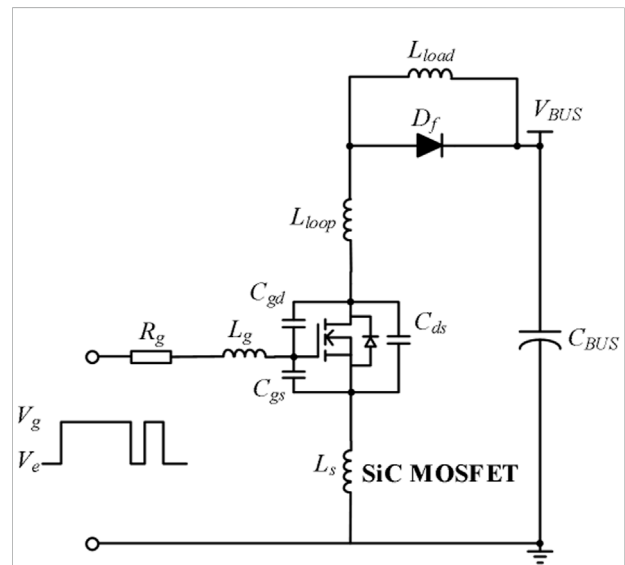 L_load
D_f
V_BUS
L_loop
C_gd
R_g
L_g
C_ds
C_BUS
C_gs
V_g
V_e
L_s
SiC MOSFET